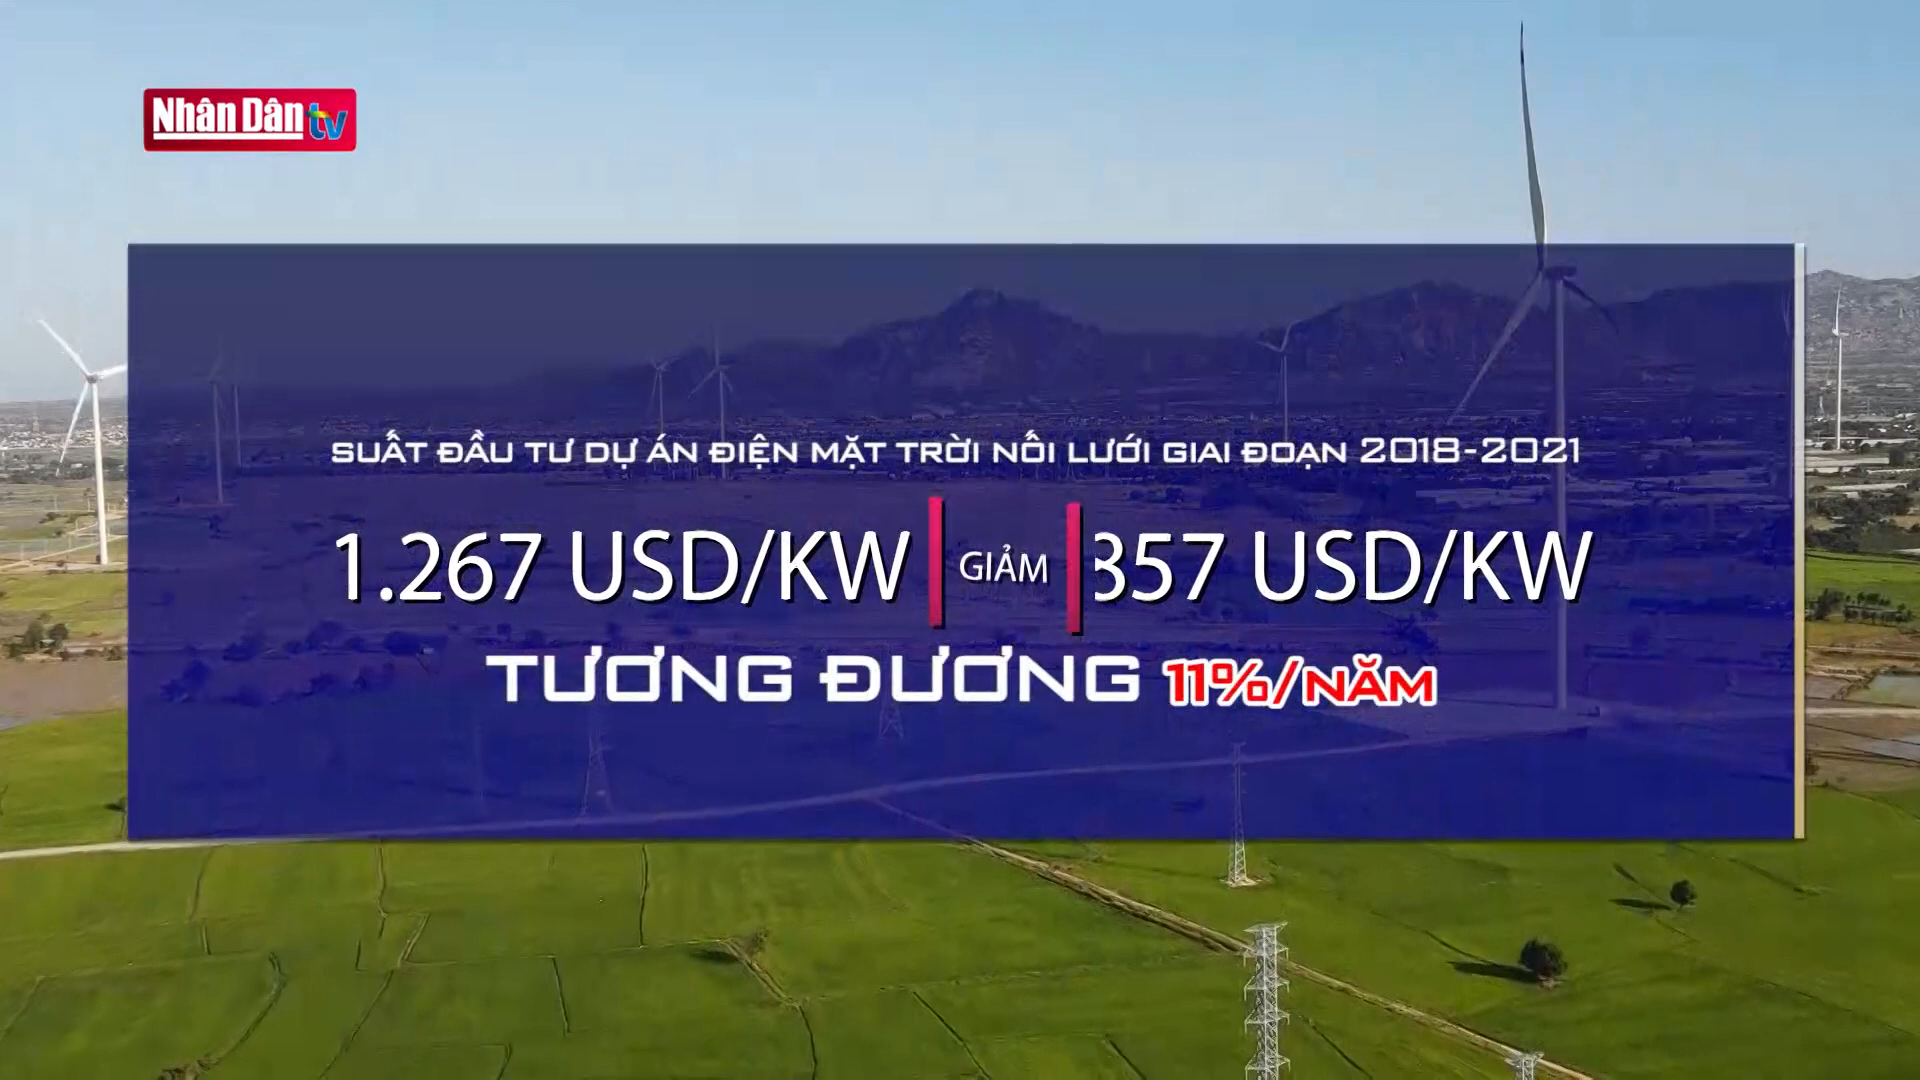 Nhân Dân tv
SUẤT ĐẦU TƯ DỰ ÁN ĐIỆN MẶT TRỜI NỐI LƯỚI GIAI ĐOẠN 2018-2021
1.267 USD/KW GIẢM 857 USD/KW
TƯƠNG ĐƯƠNG 11%/NĂM